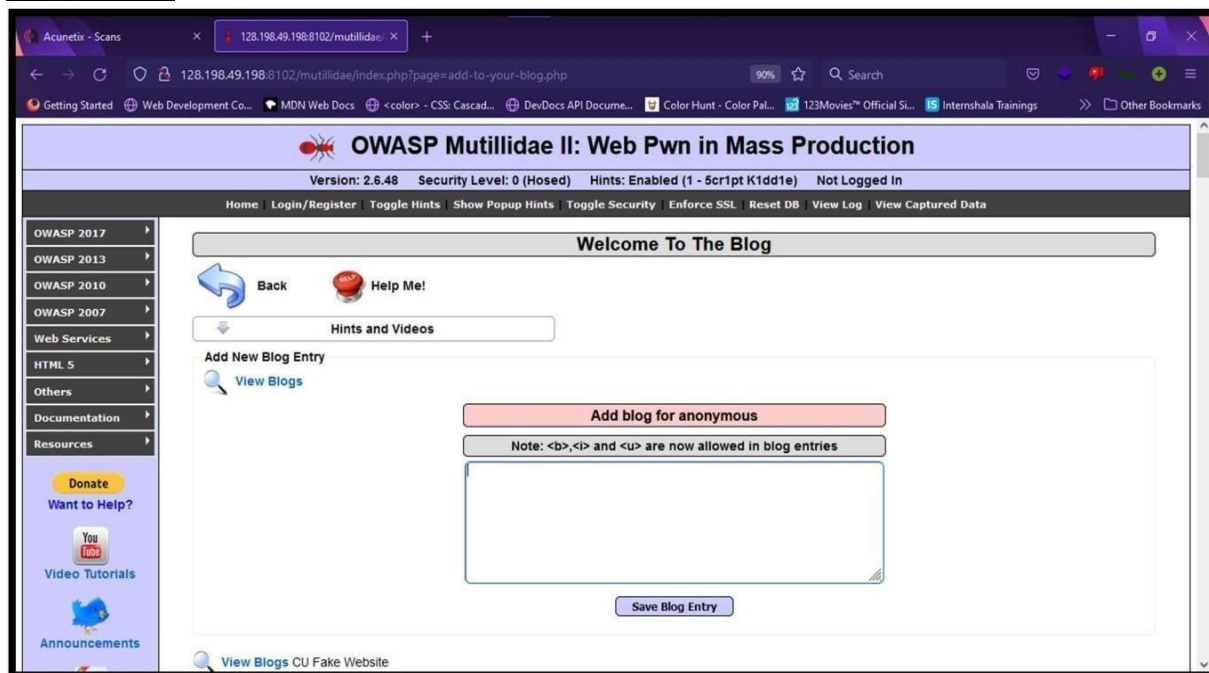 Acunetix - Scans
128.198.49.198:8102/mutillidae/
128.198.49.198:8102/mutillidae/index.php?page=add-to-your-blog.php
90%
Search
Getting Started
Web Development Co...
MDN Web Docs
<color> - CSS: Cascad...
DevDocs API Docume...
Color Hunt - Color Pal...
123Movies™ Official Si...
Internshala Trainings
Other Bookmarks
OWASP Mutillidae II: Web Pwn in Mass Production
Version: 2.6.48 Security Level: 0 (Hosed) Hints: Enabled (1 - 5cr1pt K1dd1e) Not Logged In
Home | Login/Register | Toggle Hints | Show Popup Hints | Toggle Security | Enforce SSL | Reset DB | View Log | View Captured Data
OWASP 2017
OWASP 2013
OWASP 2010
OWASP 2007
Web Services
HTML 5
Others
Documentation
Resources
Donate
Want to Help?
You
Tube
Video Tutorials
Announcements
Welcome To The Blog
Back
HELP
Help Me!
Hints and Videos
Add New Blog Entry
View Blogs
Add blog for anonymous
Note: <b>,<i> and <u> are now allowed in blog entries
Save Blog Entry
View Blogs CU Fake Website